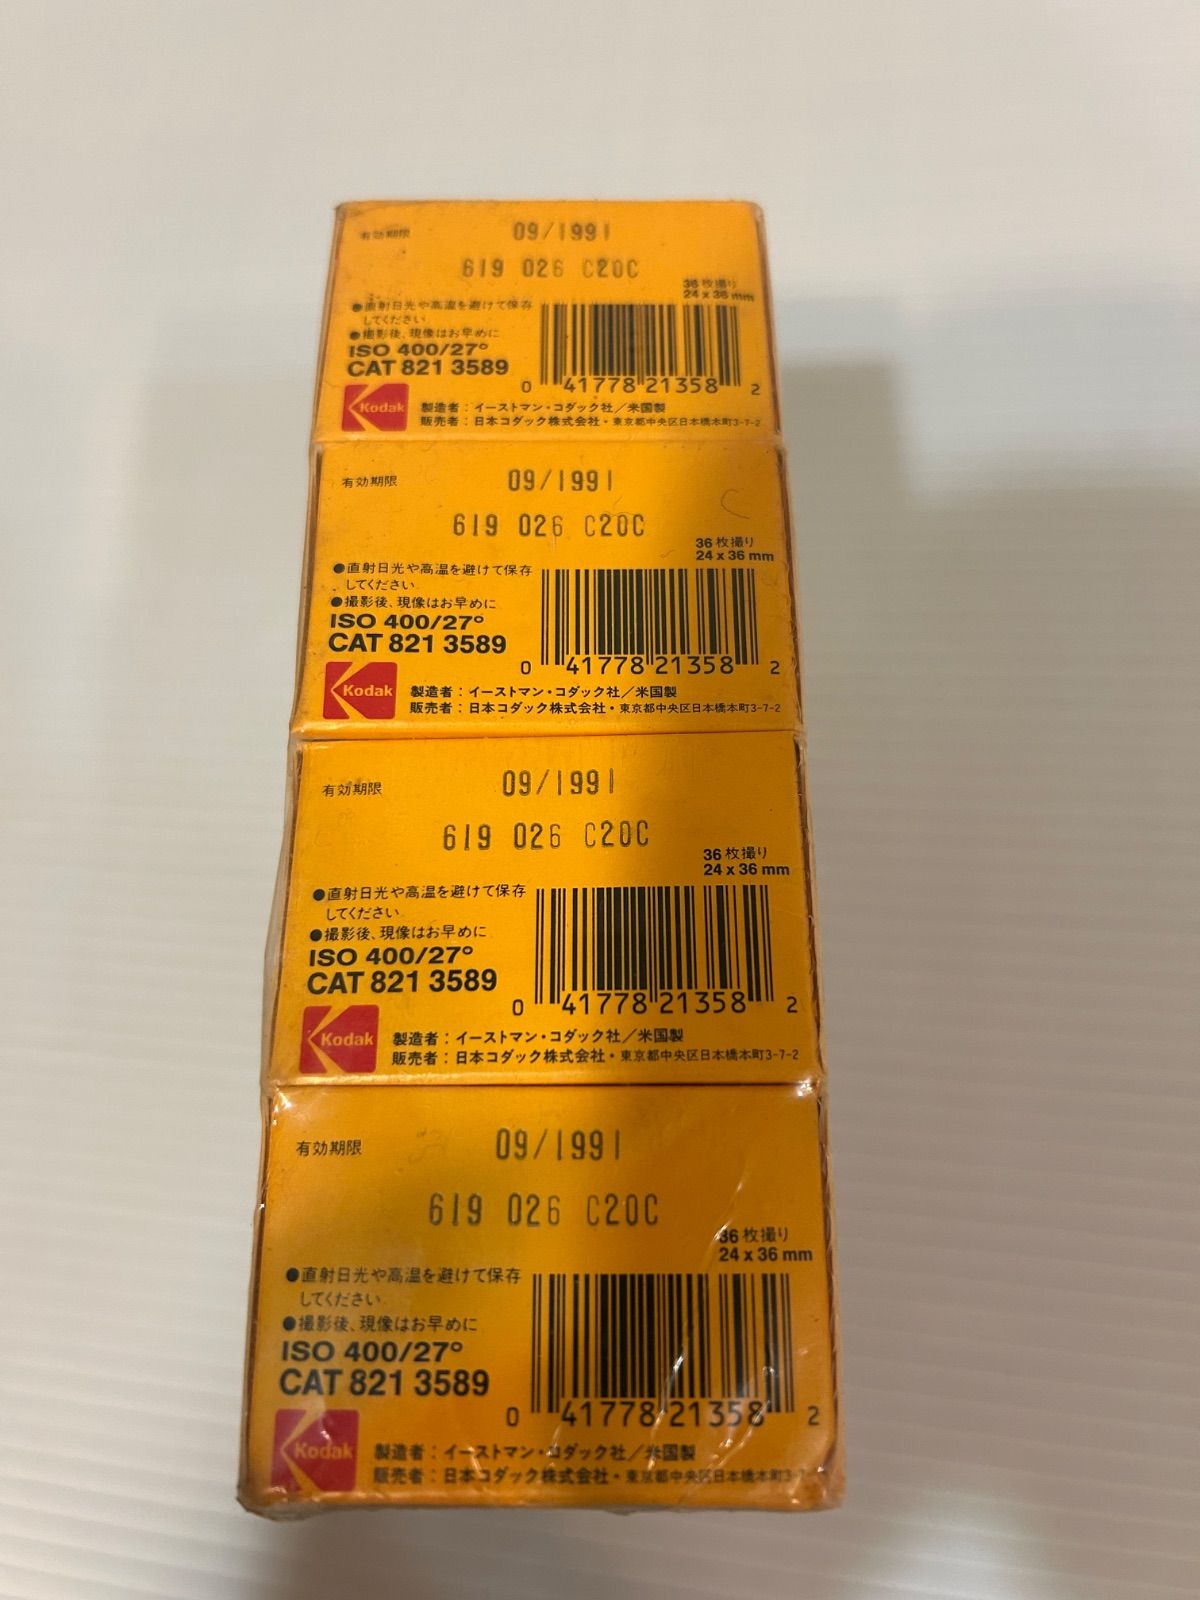 有効期限
09/1991
619 026 C20C
36枚撮り
24 x 36 mm
●直射日光や高温を避けて保存
してください
●撮影後、現像はお早めに
ISO 400/27°
CAT 821 3589
0 41778 21358 2
Kodak
製造者：イーストマン・コダック社／米国製
販売者：日本コダック株式会社・東京都中央区日本橋本町3-7-2
有効期限
09/1991
619 026 C20C
36枚撮り
24 x 36 mm
●直射日光や高温を避けて保存
してください
●撮影後、現像はお早めに
ISO 400/27°
CAT 821 3589
0 41778 21358 2
Kodak
製造者：イーストマン・コダック社／米国製
販売者：日本コダック株式会社・東京都中央区日本橋本町3-7-2
有効期限
09/1991
619 026 C20C
36枚撮り
24 x 36 mm
●直射日光や高温を避けて保存
してください.
●撮影後、現像はお早めに
ISO 400/27°
CAT 821 3589
0 41778 21358 2
Kodak
製造者：イーストマン・コダック社／米国製
販売者：日本コダック株式会社・東京都中央区日本橋本町3-7-2
有効期限
09/1991
619 026 C20C
36枚撮り
24 x 36 mm
●直射日光や高温を避けて保存
してください.
●撮影後、現像はお早めに
ISO 400/27°
CAT 821 3589
0 41778 21358 2
Kodak
製造者：イーストマン・コダック社／米国製
販売者：日本コダック株式会社・東京都中央区日本橋本町3-7-2